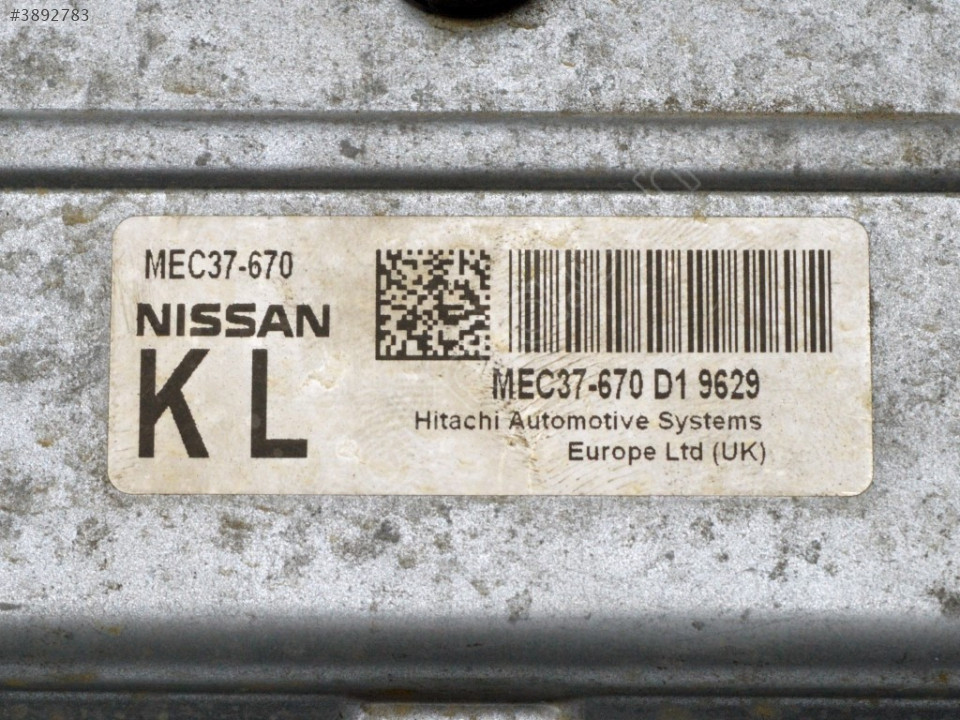 #3892783
MEC37-670
NISSAN
KL
MEC37-670 D1 9629
Hitachi Automotive Systems
Europe Ltd (UK)